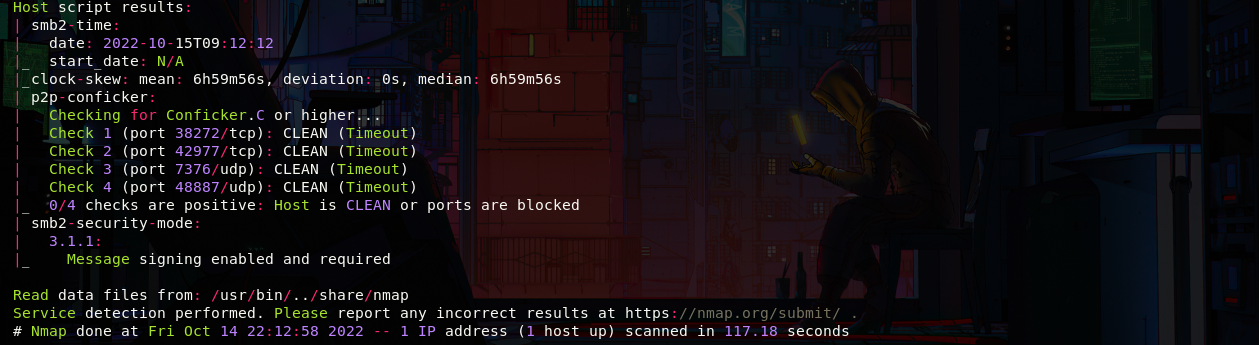 Host script results:
| smb2-time:
|   date: 2022-10-15T09:12:12
|_  start_date: N/A
|_clock-skew: mean: 6h59m56s, deviation: 0s, median: 6h59m56s
| p2p-conficker:
|   Checking for Conficker.C or higher...
|   Check 1 (port 38272/tcp): CLEAN (Timeout)
|   Check 2 (port 42977/tcp): CLEAN (Timeout)
|   Check 3 (port 7376/udp): CLEAN (Timeout)
|   Check 4 (port 48887/udp): CLEAN (Timeout)
|_  0/4 checks are positive: Host is CLEAN or ports are blocked
| smb2-security-mode:
|   3.1.1:
|_    Message signing enabled and required
Read data files from: /usr/bin/../share/nmap
Service detection performed. Please report any incorrect results at https://nmap.org/submit/ .
# Nmap done at Fri Oct 14 22:12:58 2022 -- 1 IP address (1 host up) scanned in 117.18 seconds